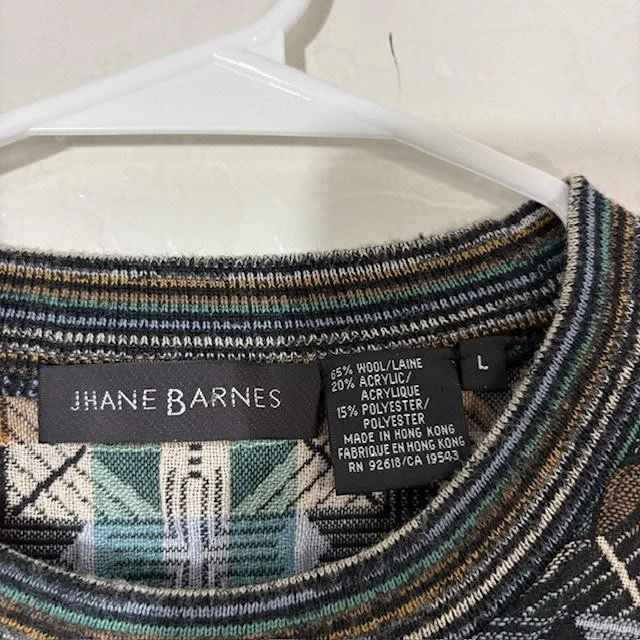 JHANE BARNES
65% WOOL/LAINE
20% ACRYLIC/
ACRYLIQUE
15% POLYESTER/
POLYESTER
MADE IN HONG KONG
FABRIQUE EN HONG KONG
RN 92618/CA 19543
L